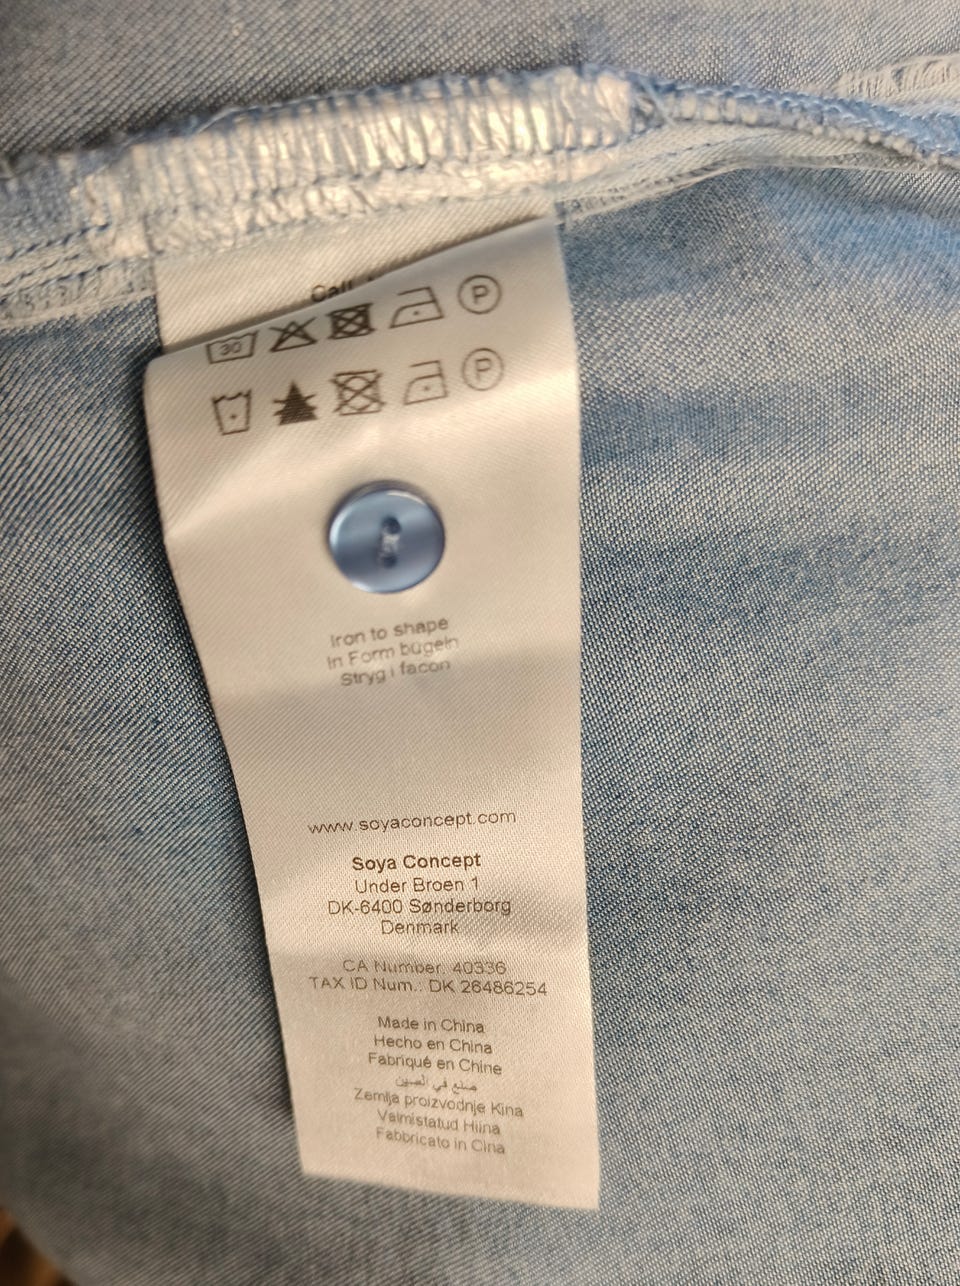 30
P
P
Iron to shape
In Form bügeln
Stryg i facon
www.soyaconcept.com
Soya Concept
Under Broen 1
DK-6400 Sønderborg
Denmark
CA Number: 40336
TAX ID Num.: DK 26486254
Made in China
Hecho en China
Fabriqué en Chine
صنع في الصين
Zemlja proizvodnje Kina
Valmistatud Hiina
Fabbricato in Cina